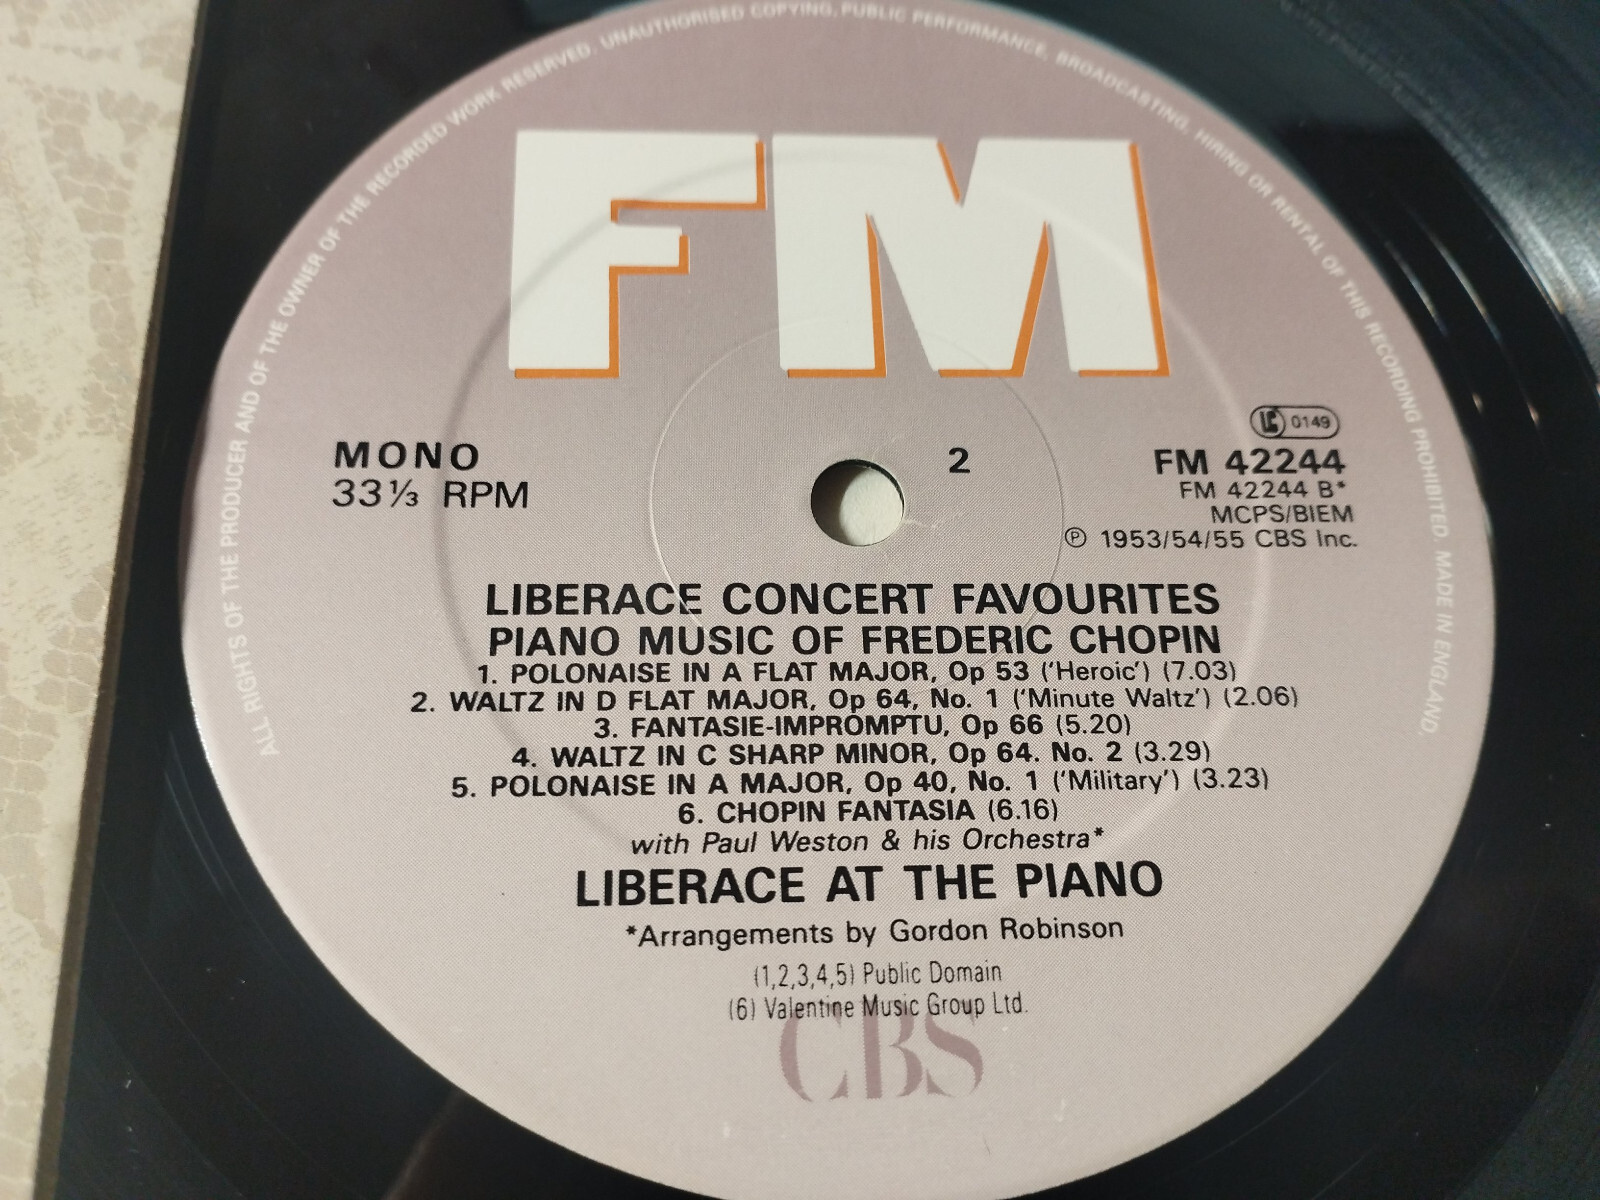 ALL RIGHTS OF THE PRODUCER AND OF THE OWNER OF THE RECORDED WORK RESERVED. UNAUTHORISED COPYING, PUBLIC PERFORMANCE, BROADCASTING, HIRING OR RENTAL OF THIS RECORDING PROHIBITED. MADE IN ENGLAND.
FM
LC 0149
MONO
33⅓ RPM
2
FM 42244
FM 42244 B*
MCPS/BIEM
℗ 1953/54/55 CBS Inc.
LIBERACE CONCERT FAVOURITES
PIANO MUSIC OF FREDERIC CHOPIN
1. POLONAISE IN A FLAT MAJOR, Op 53 ('Heroic') (7.03)
2. WALTZ IN D FLAT MAJOR, Op 64, No. 1 ('Minute Waltz') (2.06)
3. FANTASIE-IMPROMPTU, Op 66 (5.20)
4. WALTZ IN C SHARP MINOR, Op 64. No. 2 (3.29)
5. POLONAISE IN A MAJOR, Op 40, No. 1 ('Military') (3.23)
6. CHOPIN FANTASIA (6.16)
with Paul Weston & his Orchestra*
LIBERACE AT THE PIANO
*Arrangements by Gordon Robinson
(1,2,3,4,5) Public Domain
(6) Valentine Music Group Ltd.
CBS